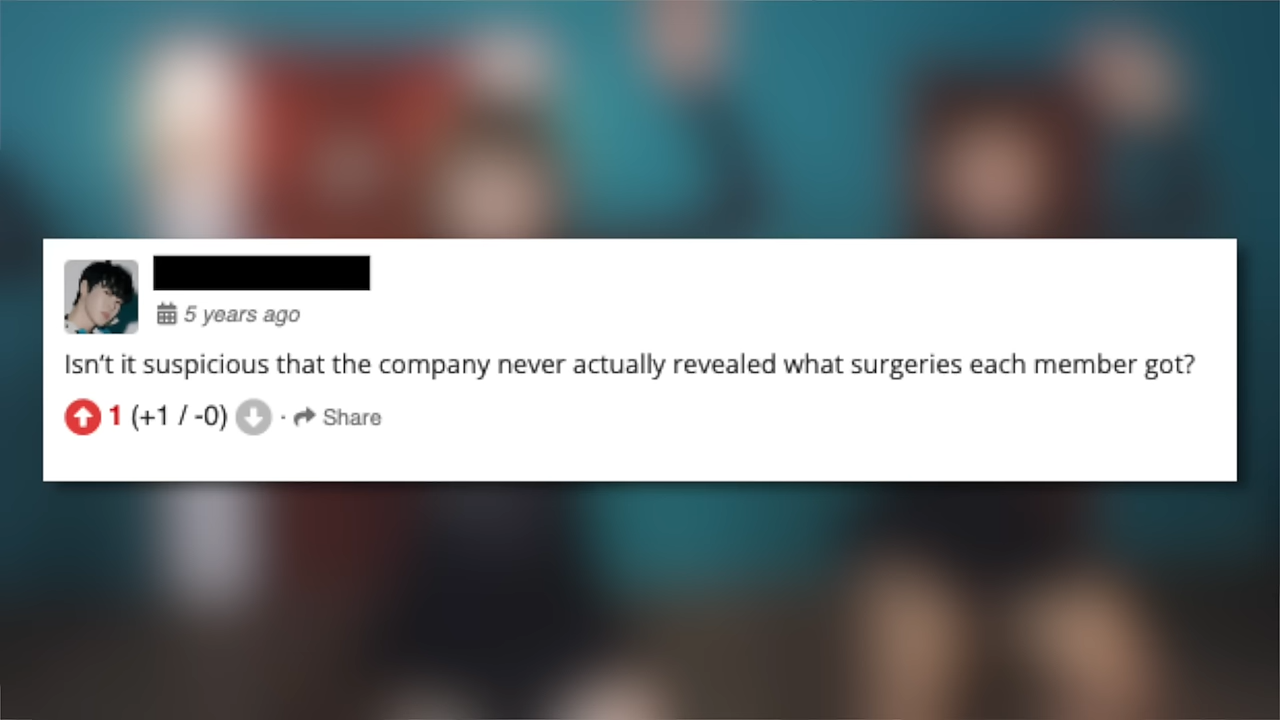 5 years ago
Isn't it suspicious that the company never actually revealed what surgeries each member got?
1 (+1 / -0) · Share